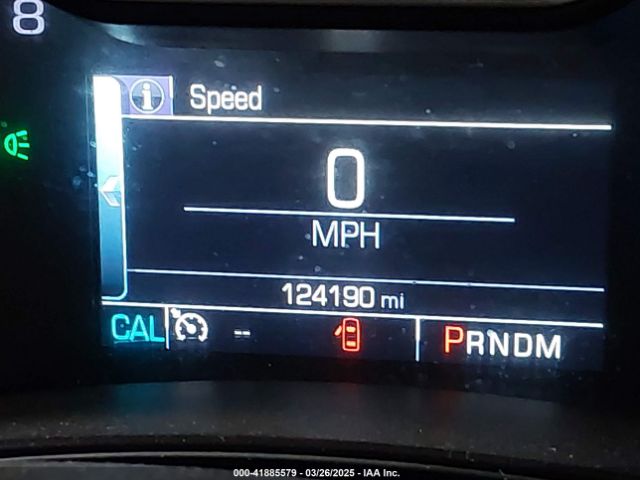 8
Speed
0
MPH
124190 mi
CAL -- PRNDM
000-41885579 - 03/26/2025 - IAA Inc.